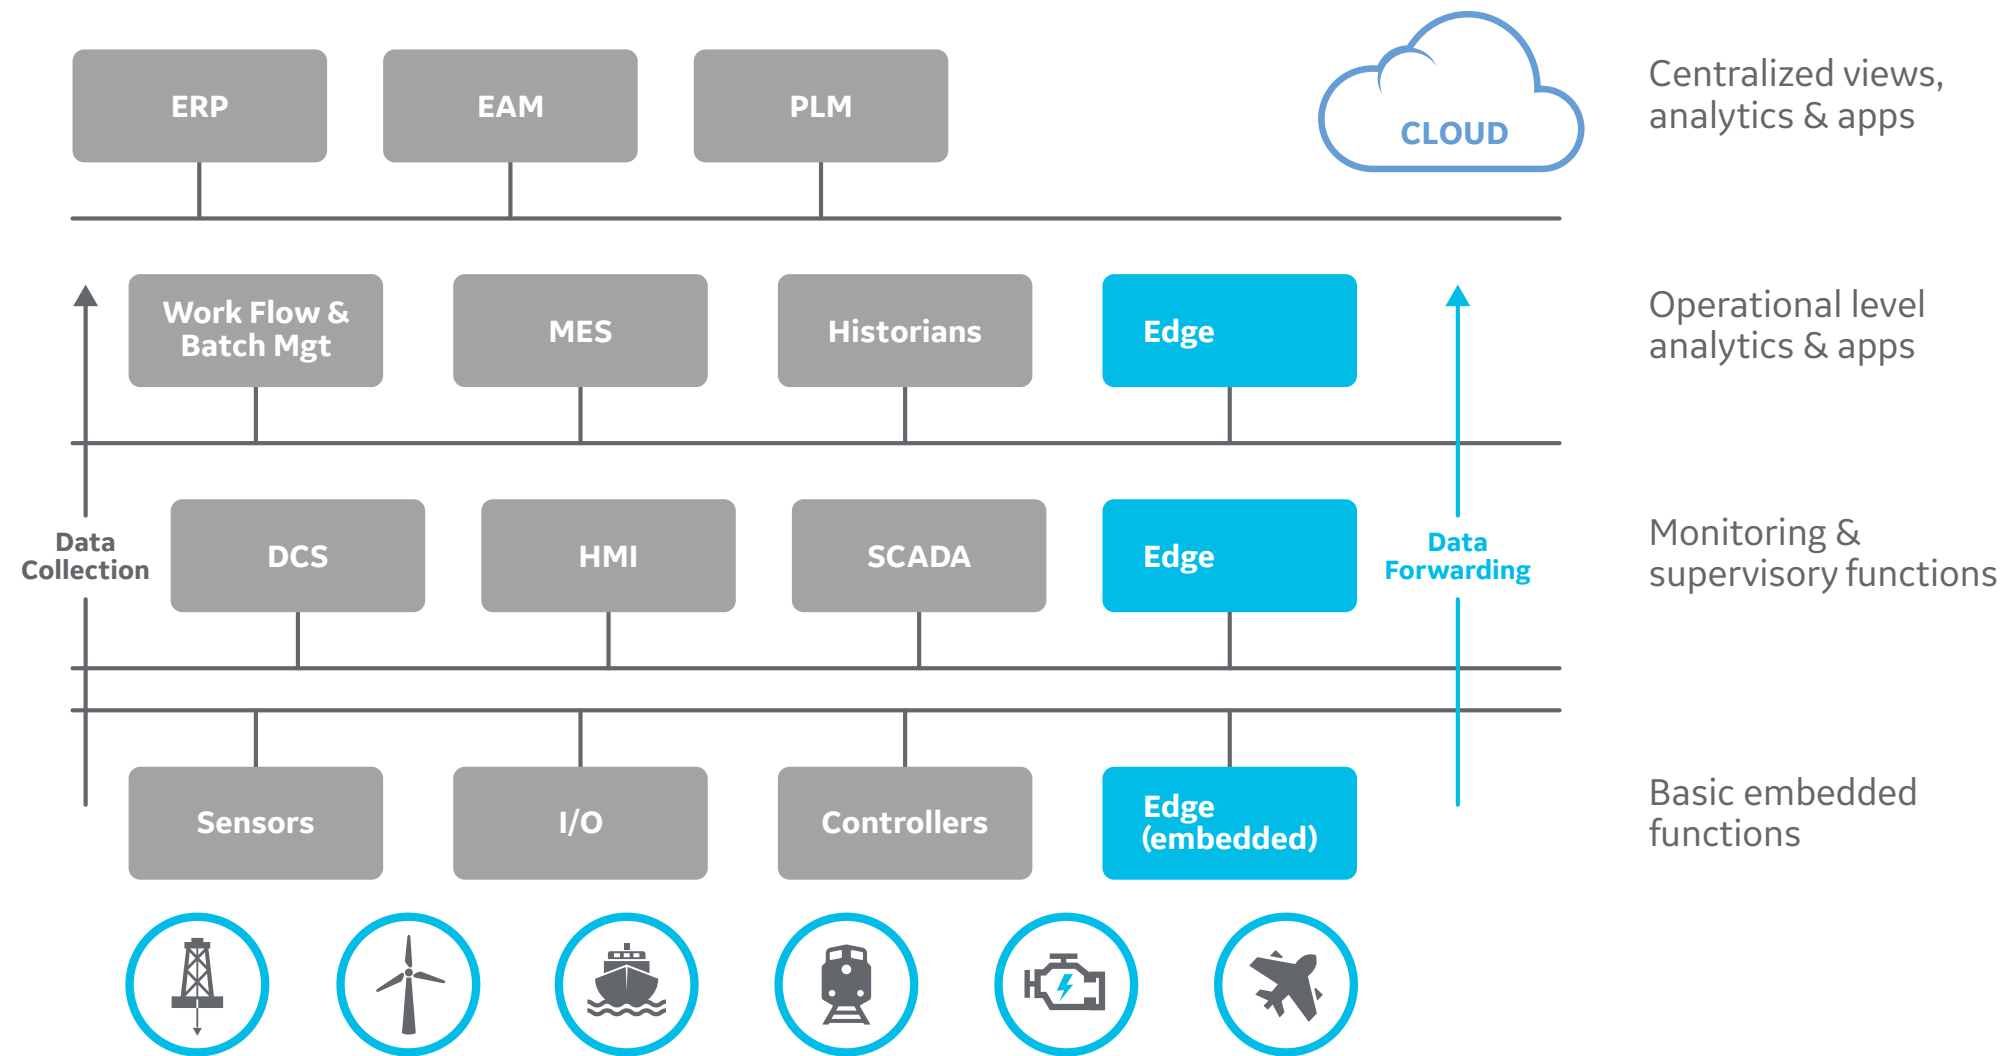 ERP
EAM
PLM
CLOUD
Centralized views,
analytics & apps
Work Flow &
Batch Mgt
MES
Historians
Edge
Operational level
analytics & apps
Data
Collection
DCS
HMI
SCADA
Edge
Data
Forwarding
Monitoring &
supervisory functions
Sensors
I/O
Controllers
Edge
(embedded)
Basic embedded
functions